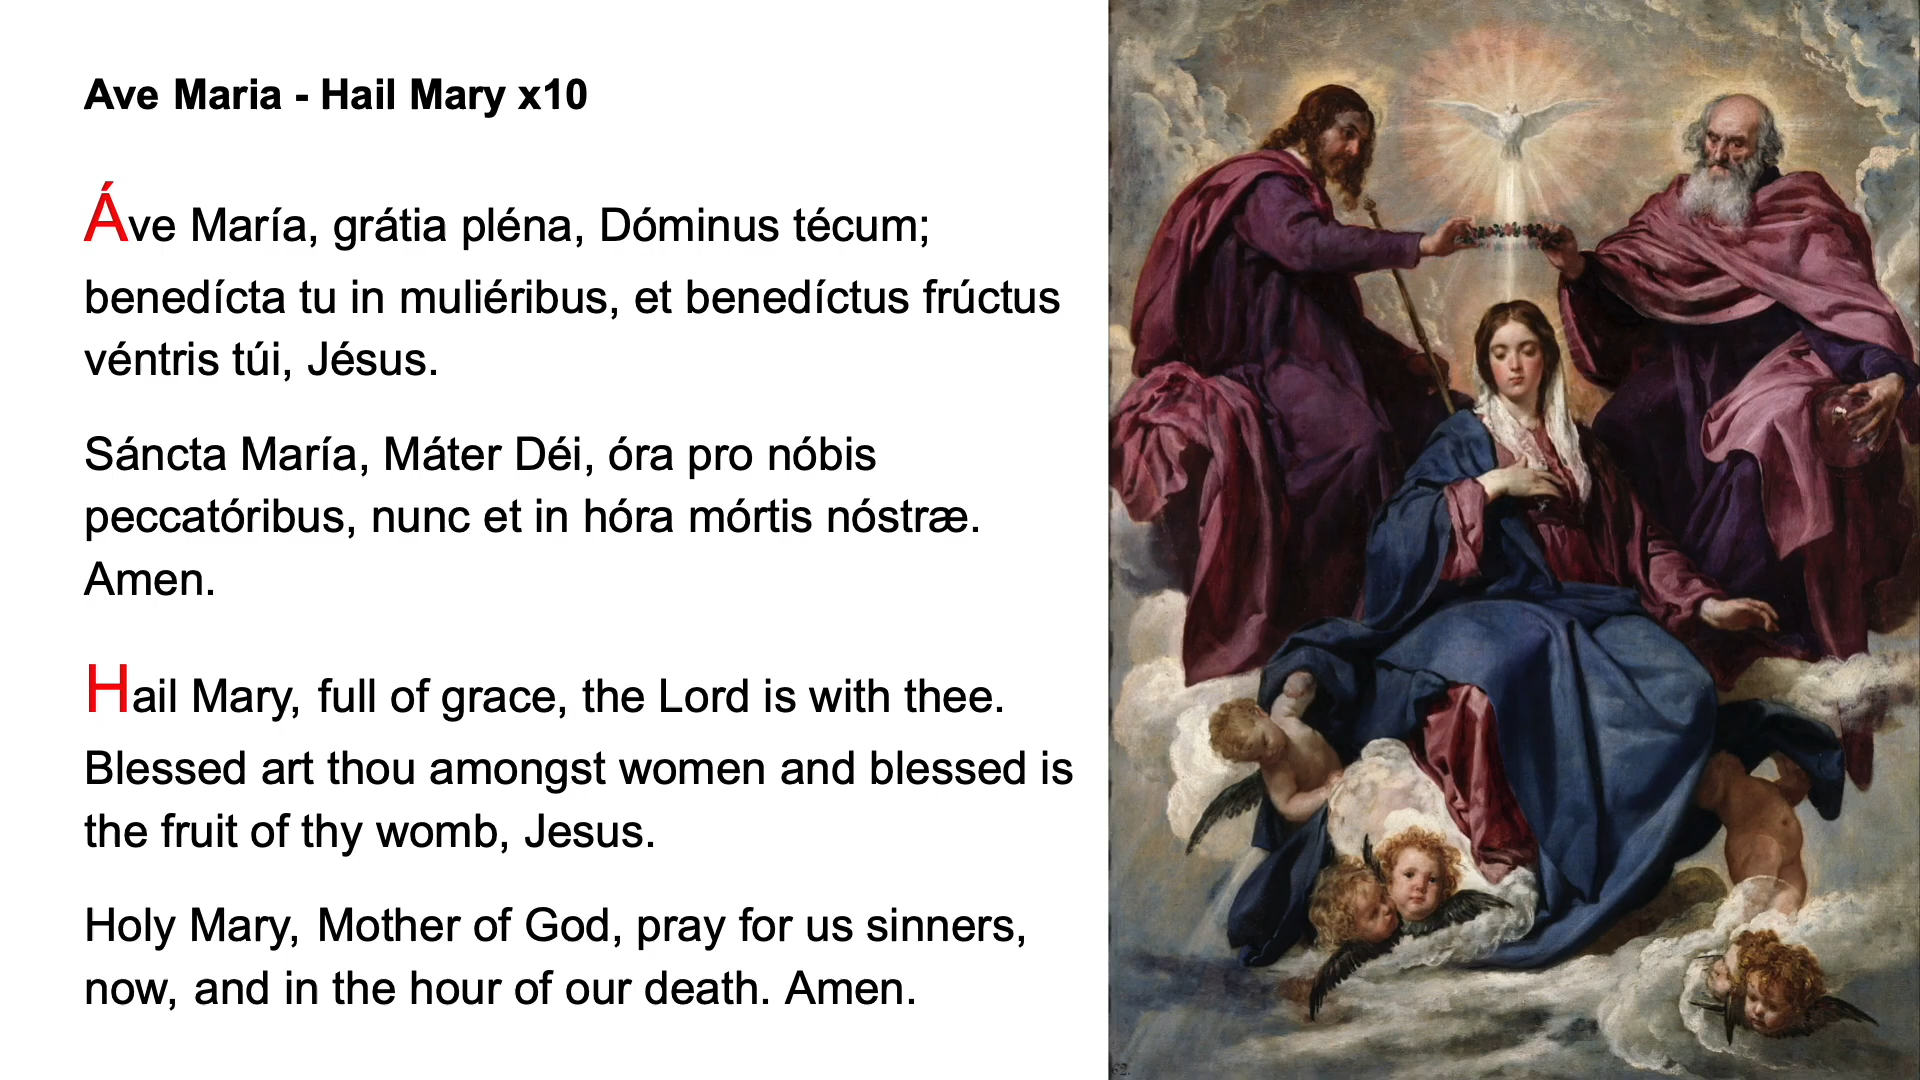 Ave Maria - Hail Mary x10
Áve María, grátia pléna, Dóminus técum;
benedícta tu in muliéribus, et benedíctus frúctus
véntris túi, Jésus.
Sáncta María, Máter Déi, óra pro nóbis
peccatóribus, nunc et in hóra mórtis nóstræ.
Amen.
Hail Mary, full of grace, the Lord is with thee.
Blessed art thou amongst women and blessed is
the fruit of thy womb, Jesus.
Holy Mary, Mother of God, pray for us sinners,
now, and in the hour of our death. Amen.
62.